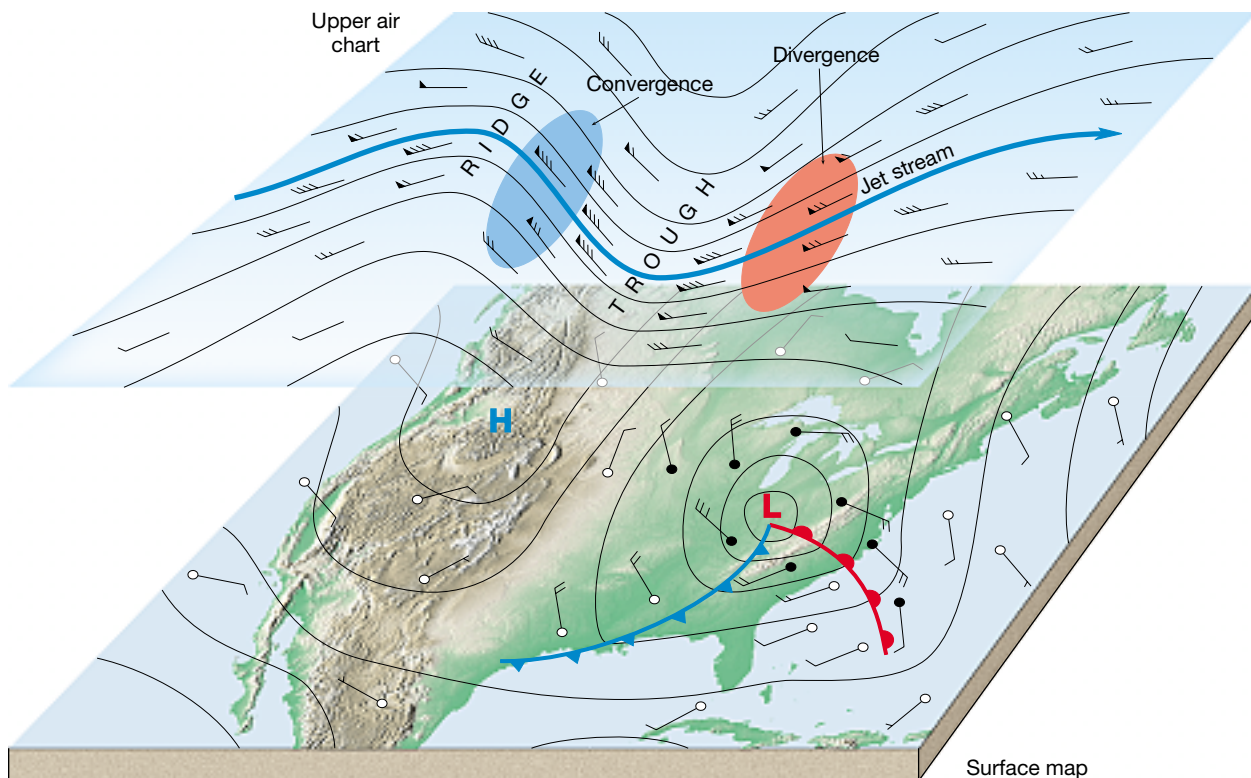 Upper air
chart
Divergence
Convergence
RIDGE
TROUGH
Jet stream
H
L
Surface map